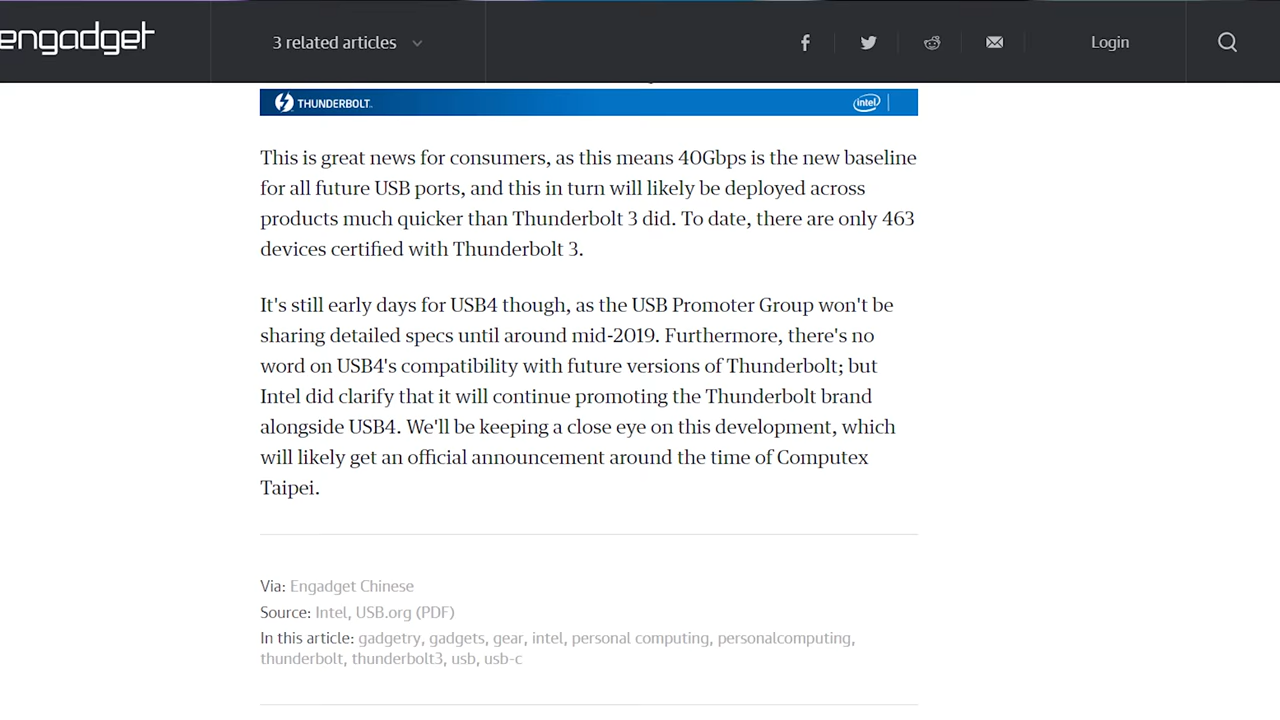 engadget
3 related articles
Login
THUNDERBOLT
intel
This is great news for consumers, as this means 40Gbps is the new baseline
for all future USB ports, and this in turn will likely be deployed across
products much quicker than Thunderbolt 3 did. To date, there are only 463
devices certified with Thunderbolt 3.
It's still early days for USB4 though, as the USB Promoter Group won't be
sharing detailed specs until around mid-2019. Furthermore, there's no
word on USB4's compatibility with future versions of Thunderbolt; but
Intel did clarify that it will continue promoting the Thunderbolt brand
alongside USB4. We'll be keeping a close eye on this development, which
will likely get an official announcement around the time of Computex
Taipei.
Via: Engadget Chinese
Source: Intel, USB.org (PDF)
In this article: gadgetry, gadgets, gear, intel, personal computing, personalcomputing,
thunderbolt, thunderbolt3, usb, usb-c